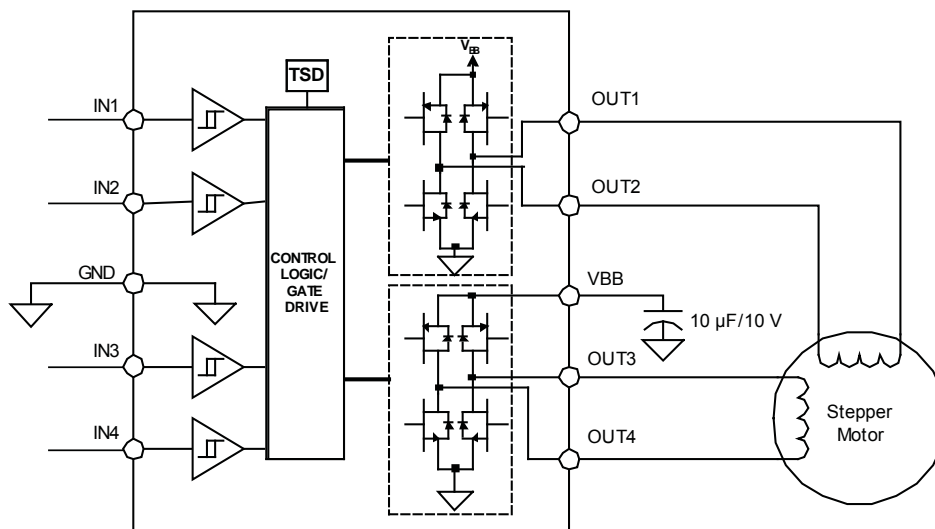 VBB
TSD
IN1
OUT1
IN2
OUT2
CONTROL
LOGIC/
GATE
DRIVE
GND
VBB
10 µF/10 V
IN3
OUT3
Stepper
Motor
IN4
OUT4